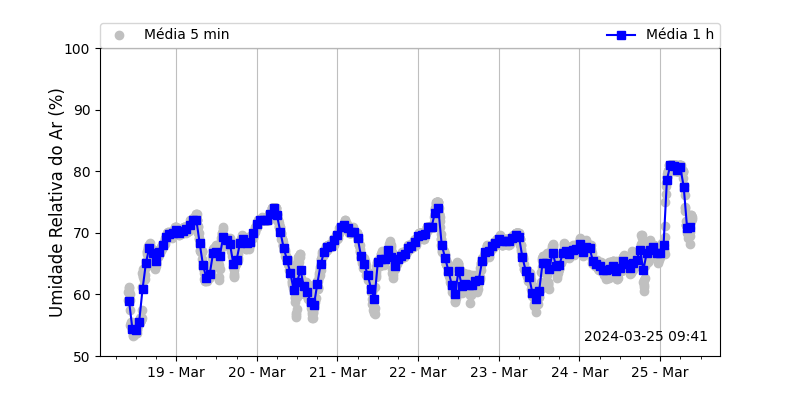 Média 5 min
Média 1 h
Umidade Relativa do Ar (%)
100
90
80
70
60
50
2024-03-25 09:41
19 - Mar
20 - Mar
21 - Mar
22 - Mar
23 - Mar
24 - Mar
25 - Mar